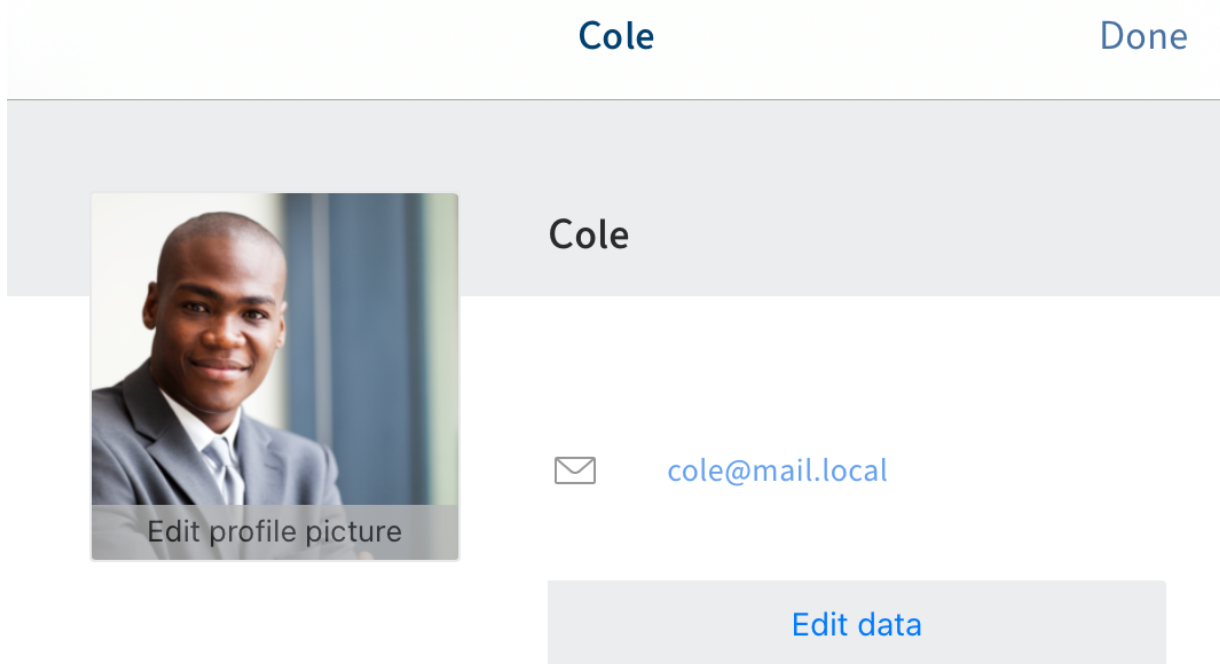 Cole
Done
Cole
cole@mail.local
Edit profile picture
Edit data